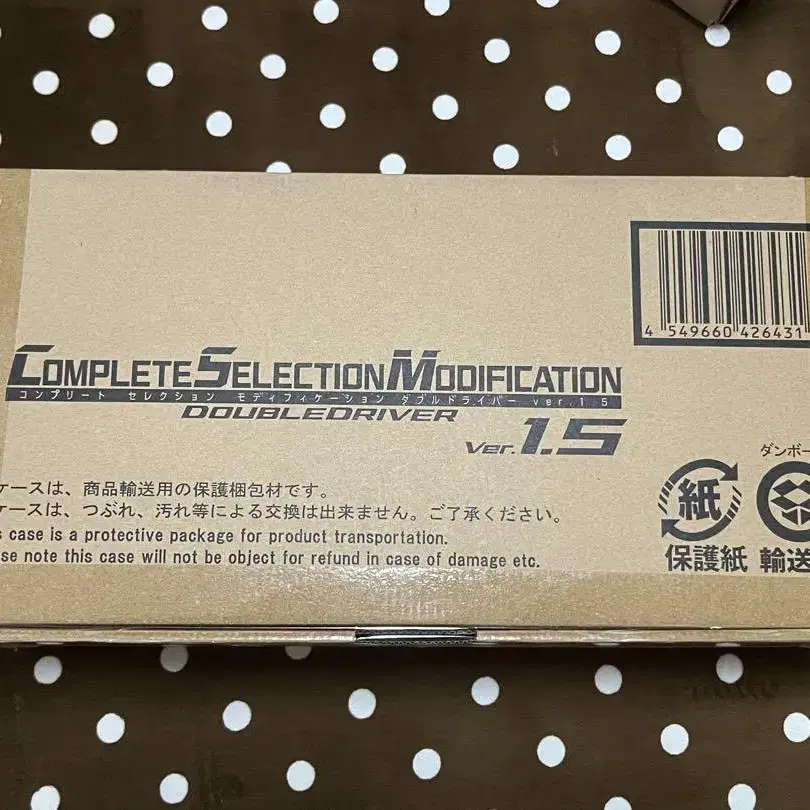 4 549660 426431
COMPLETE SELECTION MODIFICATION
コンプリート セレクション モディフィケーション ダブルドライバー ver.15
DOUBLEDRIVER
Ver. 1.5
ケースは、商品輸送用の保護梱包材です。
ケースは、つぶれ、汚れ等による交換は出来ません。ご了承ください。
s case is a protective package for product transportation.
se note this case will not be object for refund in case of damage etc.
紙
保護紙
ダンボー
輸送